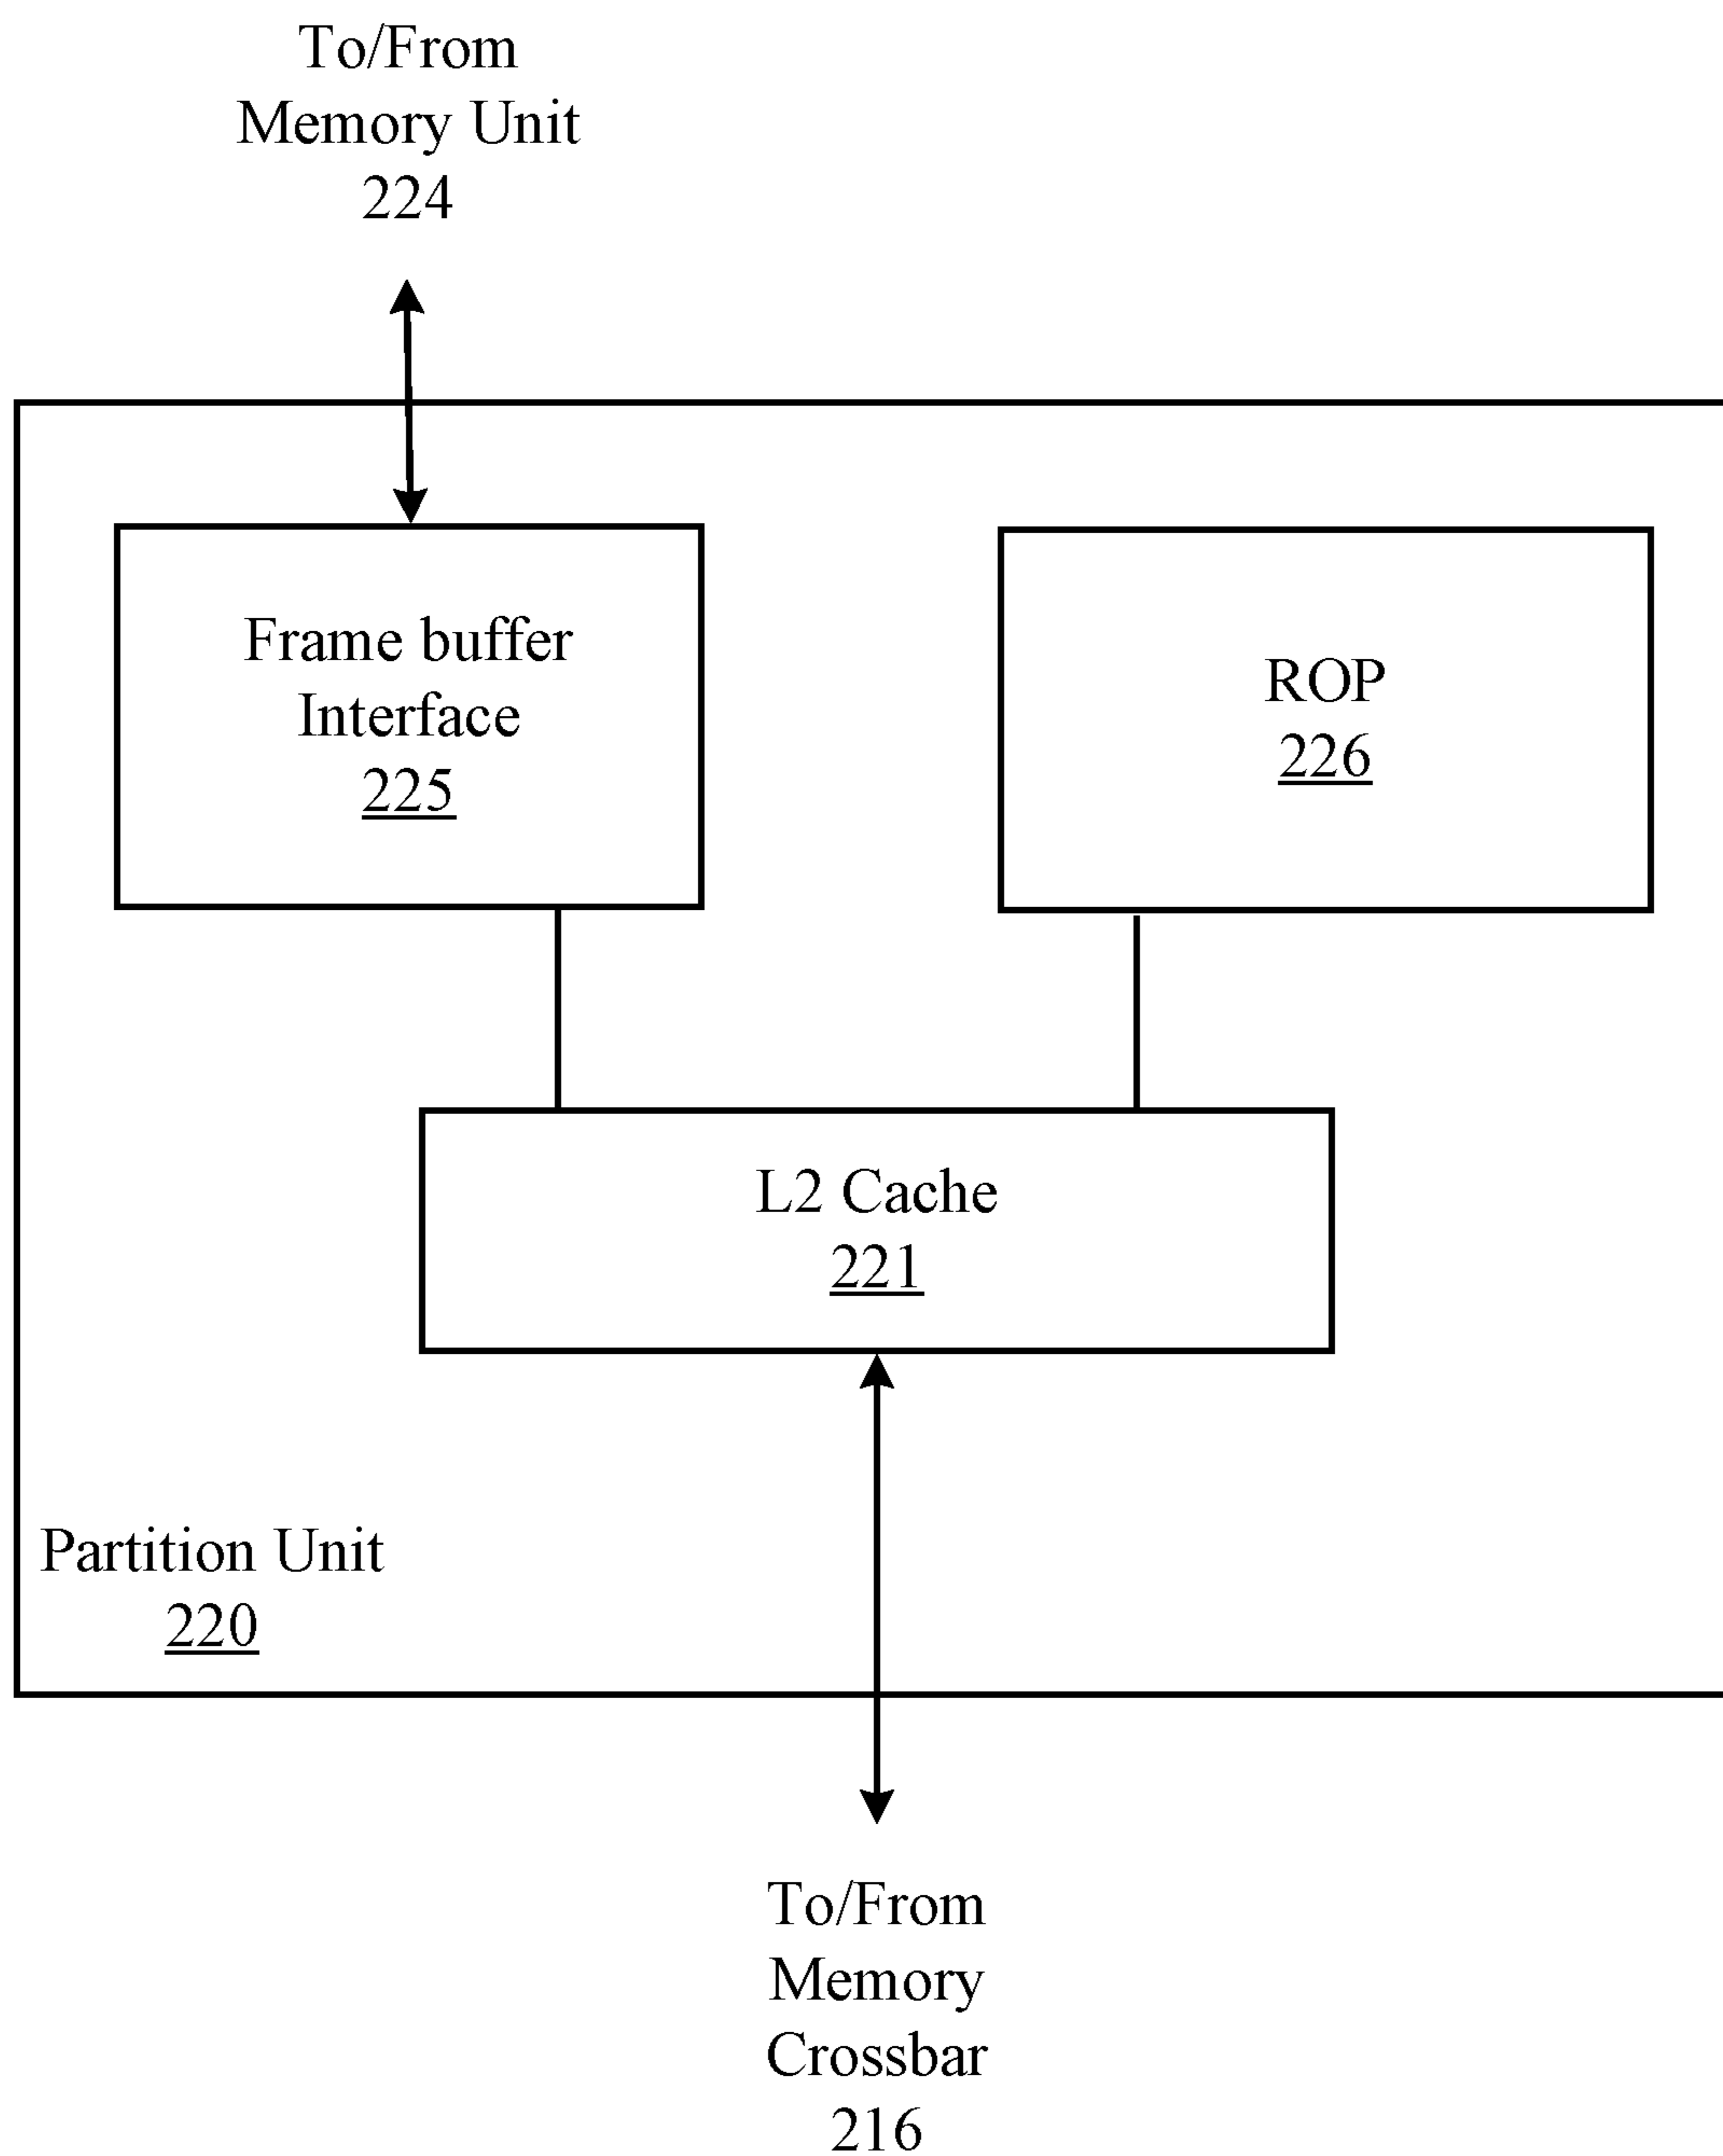 To/From
Memory Unit
224
Frame buffer
Interface
225
ROP
226
L2 Cache
221
Partition Unit
220
To/From
Memory
Crossbar
216